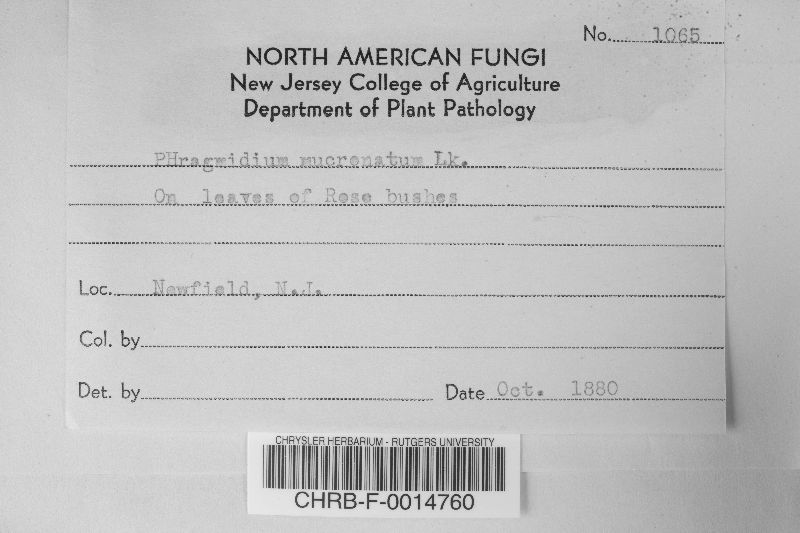 No. 1065
NORTH AMERICAN FUNGI
New Jersey College of Agriculture
Department of Plant Pathology
PHragmidium mucronatum Lk.
On leaves of Rose bushes
Loc. Newfield, N.J.
Col. by
Det. by Date Oct. 1880
CHRYSLER HERBARIUM - RUTGERS UNIVERSITY
CHRB-F-0014760